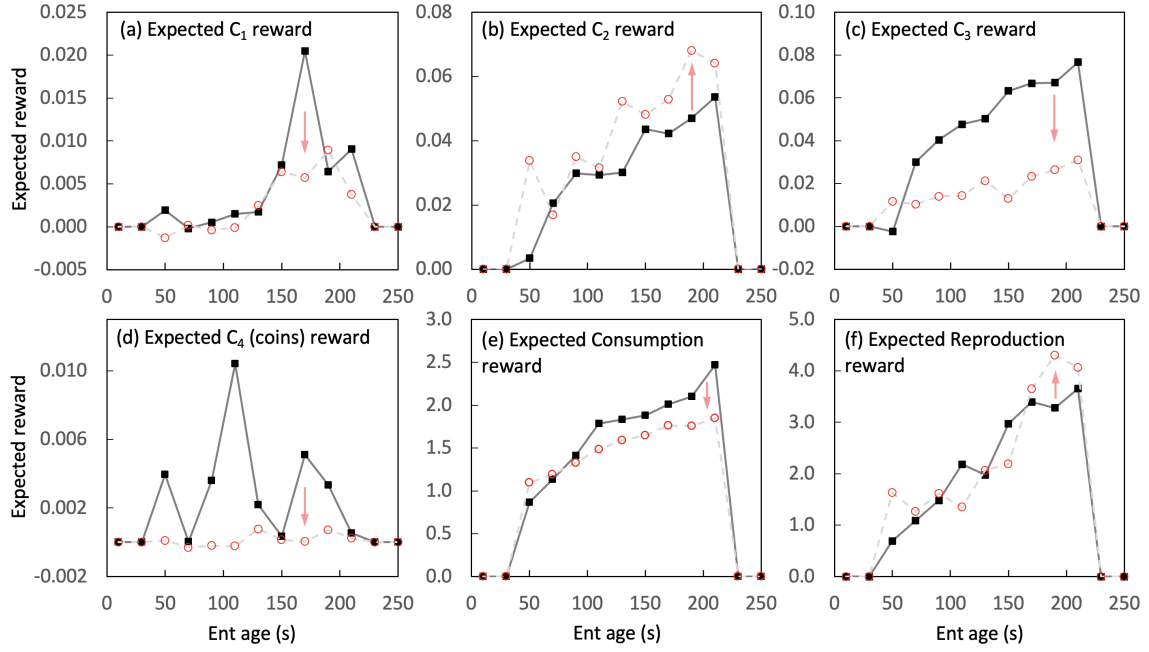 (a) Expected C₁ reward
(b) Expected C₂ reward
(c) Expected C₃ reward
0.025
0.020
0.015
0.010
0.005
0.000
-0.005
0.08
0.06
0.04
0.02
0.00
0.10
0.08
0.06
0.04
0.02
0.00
-0.02
Expected reward
0 50 100 150 200 250
0 50 100 150 200 250
0 50 100 150 200 250
(d) Expected C₄ (coins) reward
(e) Expected Consumption
reward
(f) Expected Reproduction
reward
0.010
0.006
0.002
-0.002
3.0
2.5
2.0
1.5
1.0
0.5
0.0
5.0
4.0
3.0
2.0
1.0
0.0
Expected reward
0 50 100 150 200 250
0 50 100 150 200 250
0 50 100 150 200 250
Ent age (s)
Ent age (s)
Ent age (s)